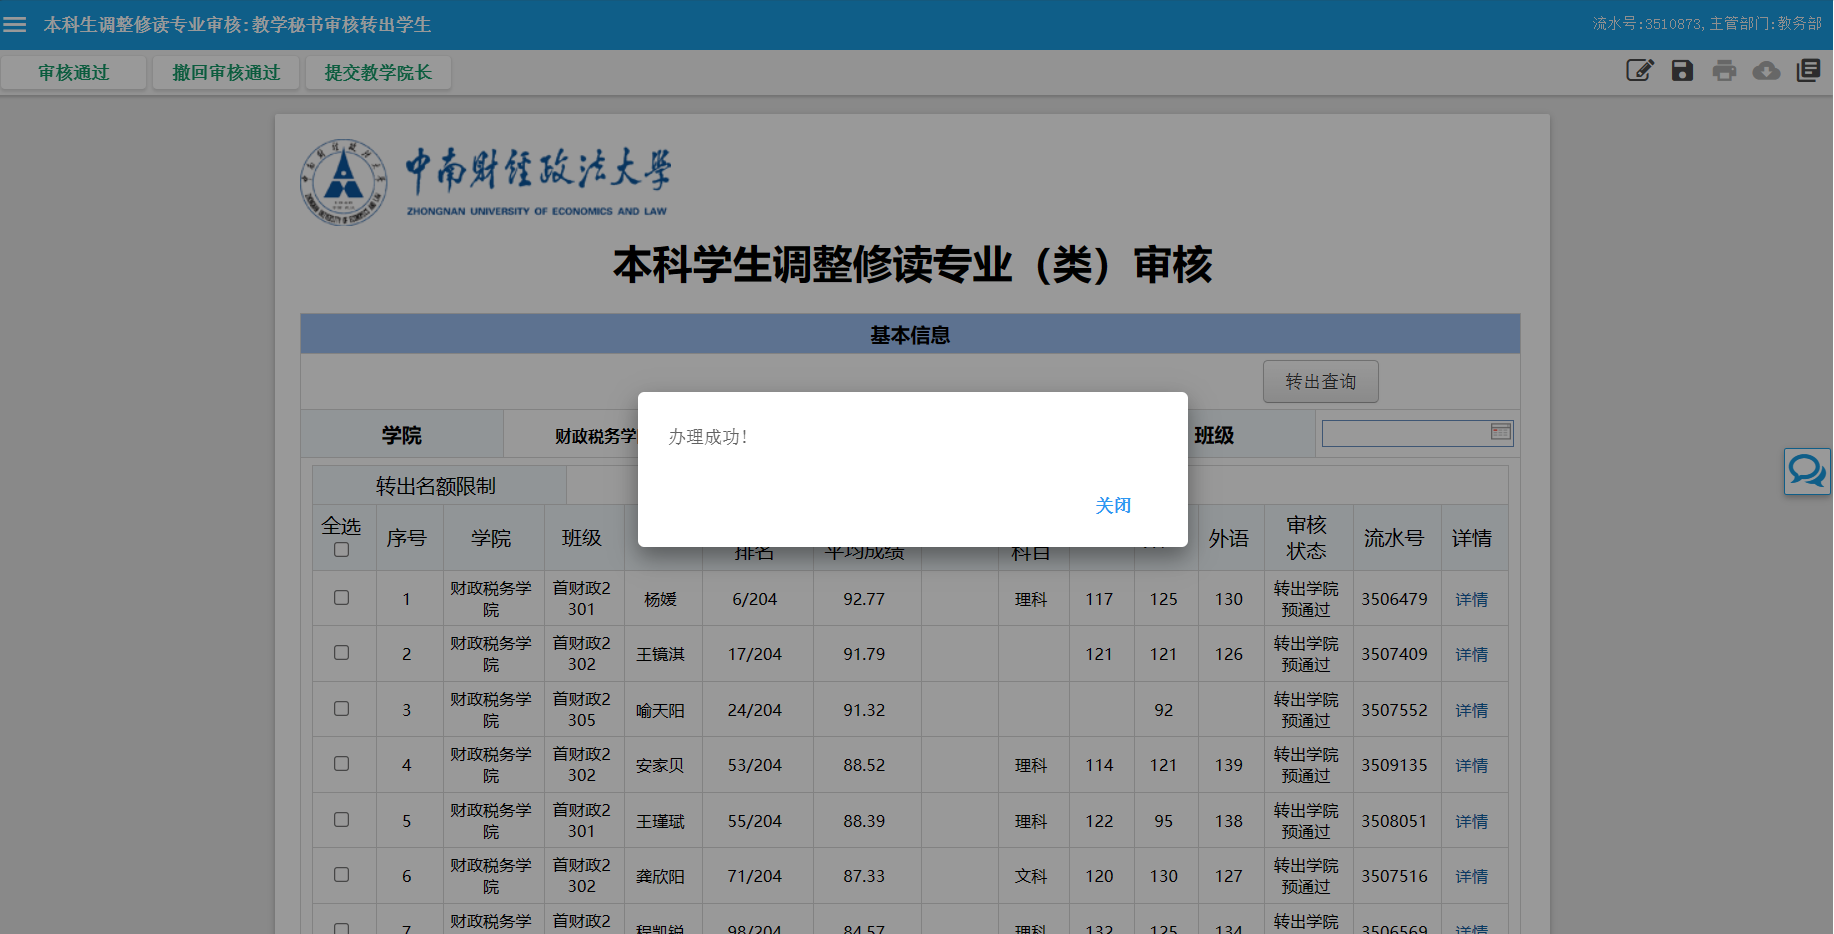 本科生调整修读专业审核:教学秘书审核转出学生
流水号:3510873,主管部门:教务部
审核通过 撤回审核通过 提交教学院长
中南财经政法大学
ZHONGNAN UNIVERSITY OF ECONOMICS AND LAW
本科学生调整修读专业（类）审核
基本信息
转出查询
学院 财政税务学 班级
办理成功!
关闭
转出名额限制
全选 序号 学院 班级 排名 平均成绩 科目 外语 审核状态 流水号 详情
1 财政税务学院 首财政2301 杨媛 6/204 92.77 理科 117 125 130 转出学院预通过 3506479 详情
2 财政税务学院 首财政2302 王镜淇 17/204 91.79 121 121 126 转出学院预通过 3507409 详情
3 财政税务学院 首财政2305 喻天阳 24/204 91.32 92 转出学院预通过 3507552 详情
4 财政税务学院 首财政2302 安家贝 53/204 88.52 理科 114 121 139 转出学院预通过 3509135 详情
5 财政税务学院 首财政2301 王瑾珷 55/204 88.39 理科 122 95 138 转出学院预通过 3508051 详情
6 财政税务学院 首财政2302 龚欣阳 71/204 87.33 文科 120 130 127 转出学院预通过 3507516 详情
7 财政税务学 首财政2 程凯锐 98/204 84.57 理科 132 125 134 转出学院 3506569 详情